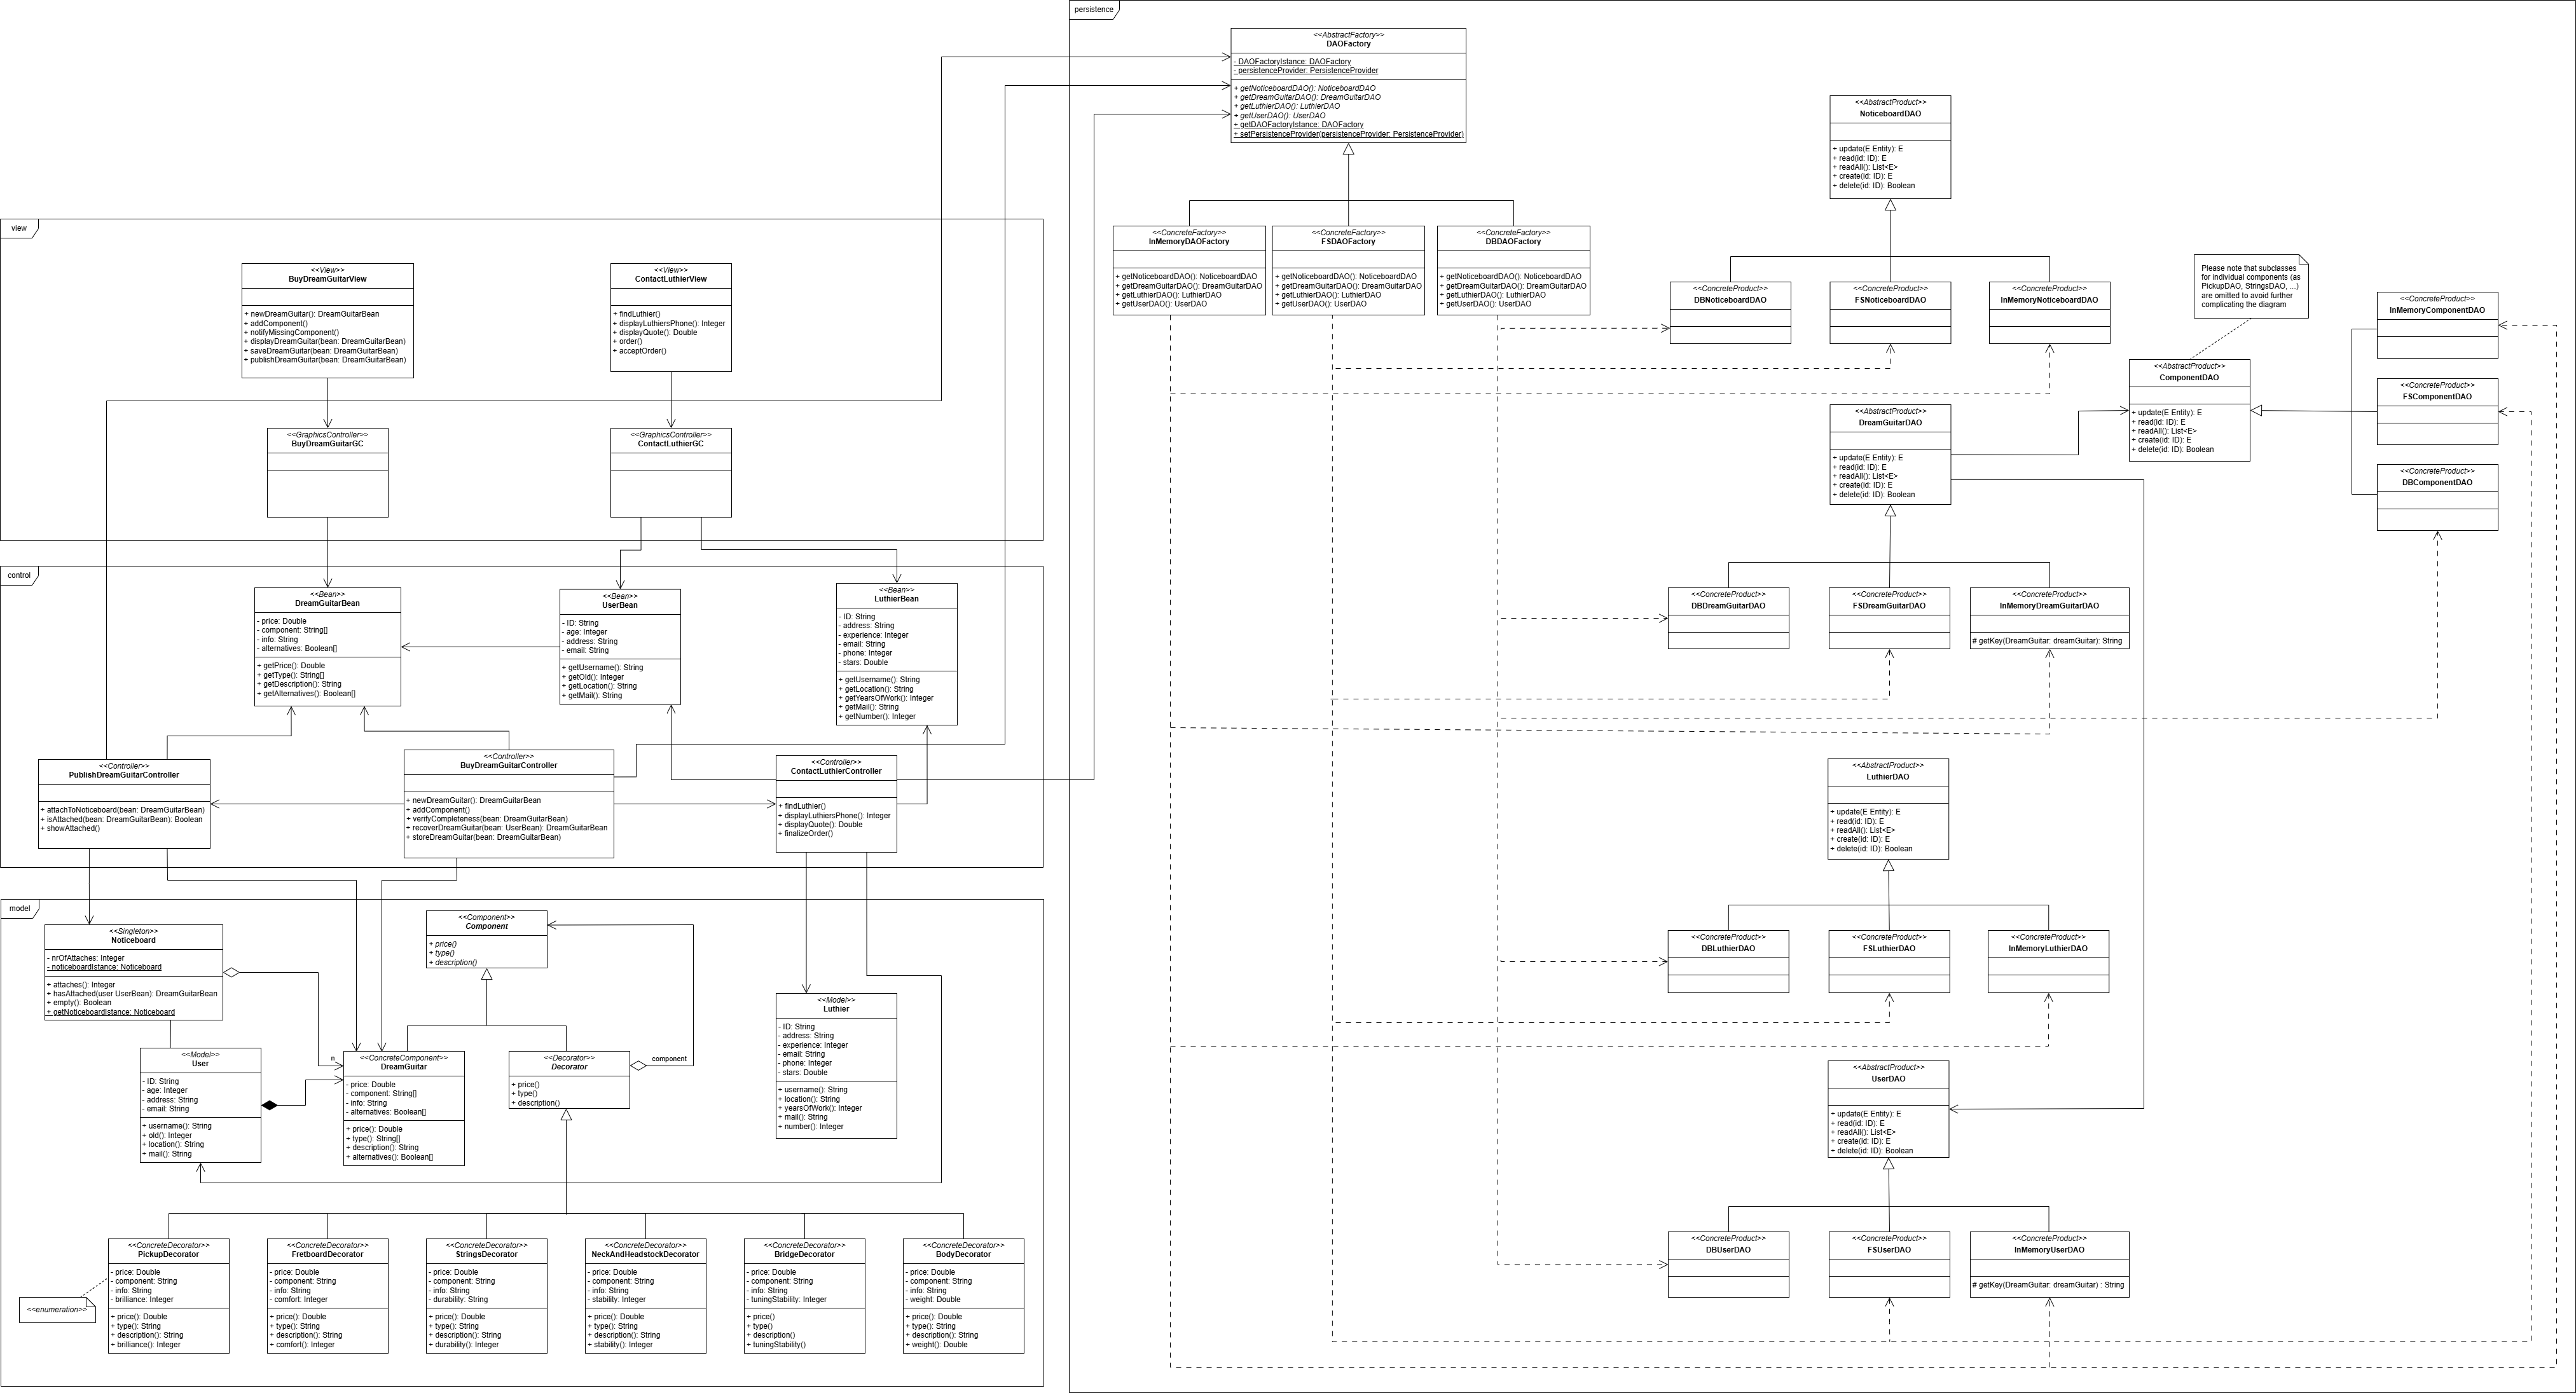 persistence
<<AbstractFactory>>
DAOFactory
- DAOFactoryIstance: DAOFactory
- persistenceProvider: PersistenceProvider
+ getNoticeboardDAO(): NoticeboardDAO
+ getDreamGuitarDAO(): DreamGuitarDAO
+ getLuthierDAO(): LuthierDAO
+ getUserDAO(): UserDAO
+ getDAOFactoryIstance: DAOFactory
+ setPersistenceProvider(persistenceProvider: PersistenceProvider)
<<AbstractProduct>>
NoticeboardDAO
+ update(E Entity): E
+ read(id: ID): E
+ readAll(): List<E>
+ create(id: ID): E
+ delete(id: ID): Boolean
<<ConcreteFactory>>
InMemoryDAOFactory
+ getNoticeboardDAO(): NoticeboardDAO
+ getDreamGuitarDAO(): DreamGuitarDAO
+ getLuthierDAO(): LuthierDAO
+ getUserDAO(): UserDAO
<<ConcreteFactory>>
FSDAOFactory
+ getNoticeboardDAO(): NoticeboardDAO
+ getDreamGuitarDAO(): DreamGuitarDAO
+ getLuthierDAO(): LuthierDAO
+ getUserDAO(): UserDAO
<<ConcreteFactory>>
DBDAOFactory
+ getNoticeboardDAO(): NoticeboardDAO
+ getDreamGuitarDAO(): DreamGuitarDAO
+ getLuthierDAO(): LuthierDAO
+ getUserDAO(): UserDAO
<<ConcreteProduct>>
DBNoticeboardDAO
<<ConcreteProduct>>
FSNoticeboardDAO
<<ConcreteProduct>>
InMemoryNoticeboardDAO
Please note that subclasses
for individual components (as
PickupDAO, StringsDAO, ...)
are omitted to avoid further
complicating the diagram
<<ConcreteProduct>>
InMemoryComponentDAO
<<AbstractProduct>>
ComponentDAO
+ update(E Entity): E
+ read(id: ID): E
+ readAll(): List<E>
+ create(id: ID): E
+ delete(id: ID): Boolean
<<ConcreteProduct>>
FSComponentDAO
<<ConcreteProduct>>
DBComponentDAO
<<AbstractProduct>>
DreamGuitarDAO
+ update(E Entity): E
+ read(id: ID): E
+ readAll(): List<E>
+ create(id: ID): E
+ delete(id: ID): Boolean
<<ConcreteProduct>>
DBDreamGuitarDAO
<<ConcreteProduct>>
FSDreamGuitarDAO
<<ConcreteProduct>>
InMemoryDreamGuitarDAO
# getKey(DreamGuitar: dreamGuitar): String
<<AbstractProduct>>
LuthierDAO
+ update(E Entity): E
+ read(id: ID): E
+ readAll(): List<E>
+ create(id: ID): E
+ delete(id: ID): Boolean
<<ConcreteProduct>>
DBLuthierDAO
<<ConcreteProduct>>
FSLuthierDAO
<<ConcreteProduct>>
InMemoryLuthierDAO
<<AbstractProduct>>
UserDAO
+ update(E Entity): E
+ read(id: ID): E
+ readAll(): List<E>
+ create(id: ID): E
+ delete(id: ID): Boolean
<<ConcreteProduct>>
DBUserDAO
<<ConcreteProduct>>
FSUserDAO
<<ConcreteProduct>>
InMemoryUserDAO
# getKey(DreamGuitar: dreamGuitar) : String
view
<<View>>
BuyDreamGuitarView
+ newDreamGuitar(): DreamGuitarBean
+ addComponent()
+ notifyMissingComponent()
+ displayDreamGuitar(bean: DreamGuitarBean)
+ saveDreamGuitar(bean: DreamGuitarBean)
+ publishDreamGuitar(bean: DreamGuitarBean)
<<View>>
ContactLuthierView
+ findLuthier()
+ displayLuthiersPhone(): Integer
+ displayQuote(): Double
+ order()
+ acceptOrder()
<<GraphicsController>>
BuyDreamGuitarGC
<<GraphicsController>>
ContactLuthierGC
control
<<Bean>>
DreamGuitarBean
- price: Double
- component: String[]
- info: String
- alternatives: Boolean[]
+ getPrice(): Double
+ getType(): String[]
+ getDescription(): String
+ getAlternatives(): Boolean[]
<<Bean>>
UserBean
- ID: String
- age: Integer
- address: String
- email: String
+ getUsername(): String
+ getOld(): Integer
+ getLocation(): String
+ getMail(): String
<<Bean>>
LuthierBean
- ID: String
- address: String
- experience: Integer
- email: String
- phone: Integer
- stars: Double
+ getUsername(): String
+ getLocation(): String
+ getYearsOfWork(): Integer
+ getMail(): String
+ getNumber(): Integer
<<Controller>>
PublishDreamGuitarController
+ attachToNoticeboard(bean: DreamGuitarBean)
+ isAttached(bean: DreamGuitarBean): Boolean
+ showAttached()
<<Controller>>
BuyDreamGuitarController
+ newDreamGuitar(): DreamGuitarBean
+ addComponent()
+ verifyCompleteness(bean: DreamGuitarBean)
+ recoverDreamGuitar(bean: UserBean): DreamGuitarBean
+ storeDreamGuitar(bean: DreamGuitarBean)
<<Controller>>
ContactLuthierController
+ findLuthier()
+ displayLuthiersPhone(): Integer
+ displayQuote(): Double
+ finalizeOrder()
model
<<Singleton>>
Noticeboard
- nrOfAttaches: Integer
- noticeboardIstance: Noticeboard
+ attaches(): Integer
+ hasAttached(user UserBean): DreamGuitarBean
+ empty(): Boolean
+ getNoticeboardIstance: Noticeboard
<<Component>>
Component
+ price()
+ type()
+ description()
<<Model>>
User
- ID: String
- age: Integer
- address: String
- email: String
+ username(): String
+ old(): Integer
+ location(): String
+ mail(): String
n
<<ConcreteComponent>>
DreamGuitar
- price: Double
- component: String[]
- info: String
- alternatives: Boolean[]
+ price(): Double
+ type(): String[]
+ description(): String
+ alternatives(): Boolean[]
<<Decorator>>
Decorator
+ price()
+ type()
+ description()
component
<<Model>>
Luthier
- ID: String
- address: String
- experience: Integer
- email: String
- phone: Integer
- stars: Double
+ username(): String
+ location(): String
+ yearsOfWork(): Integer
+ mail(): String
+ number(): Integer
<<enumeration>>
<<ConcreteDecorator>>
PickupDecorator
- price: Double
- component: String
- info: String
- brilliance: Integer
+ price(): Double
+ type(): String
+ description(): String
+ brilliance(): Integer
<<ConcreteDecorator>>
FretboardDecorator
- price: Double
- component: String
- info: String
- comfort: Integer
+ price(): Double
+ type(): String
+ description(): String
+ comfort(): Integer
<<ConcreteDecorator>>
StringsDecorator
- price: Double
- component: String
- info: String
- durability: String
+ price(): Double
+ type(): String
+ description(): String
+ durability(): Integer
<<ConcreteDecorator>>
NeckAndHeadstockDecorator
- price: Double
- component: String
- info: String
- stability: Integer
+ price(): Double
+ type(): String
+ description(): String
+ stability(): Integer
<<ConcreteDecorator>>
BridgeDecorator
- price: Double
- component: String
- info: String
- tuningStability: Integer
+ price()
+ type()
+ description()
+ tuningStability()
<<ConcreteDecorator>>
BodyDecorator
- price: Double
- component: String
- info: String
- weight: Double
+ price(): Double
+ type(): String
+ description(): String
+ weight(): Double